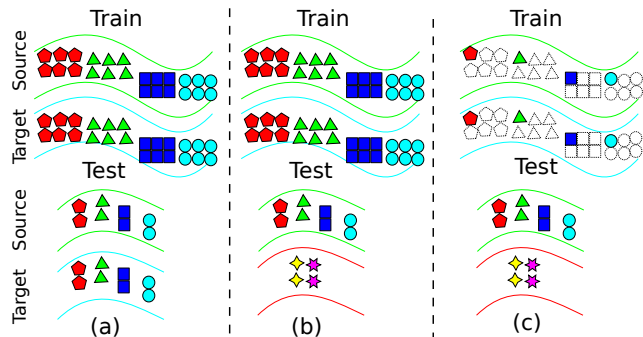 Train
Train
Train
Source
Target
Test
Test
Test
Source
Target
(a)
(b)
(c)